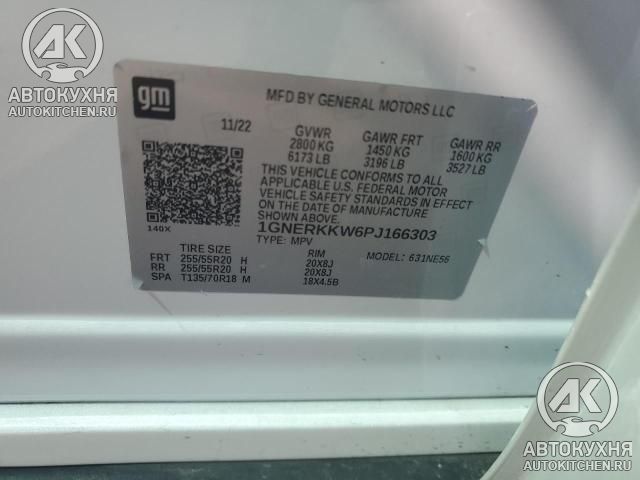 АВТОКУХНЯ
AUTOKITCHEN.RU
gm
MFD BY GENERAL MOTORS LLC
11/22 GVWR GAWR FRT GAWR RR
2800 KG 1450 KG 1600 KG
6173 LB 3196 LB 3527 LB
THIS VEHICLE CONFORMS TO ALL
APPLICABLE U.S. FEDERAL MOTOR
VEHICLE SAFETY STANDARDS IN EFFECT
ON THE DATE OF MANUFACTURE
SHOWN ABOVE.
140X 1GNERKKW6PJ166303
TYPE: MPV MODEL: 631NE56
TIRE SIZE RIM
FRT 255/55R20 H 20X8J
RR 255/55R20 H 20X8J
SPA T135/70R18 M 18X4.5B
АК
АВТОКУХНЯ
AUTOKITCHEN.RU